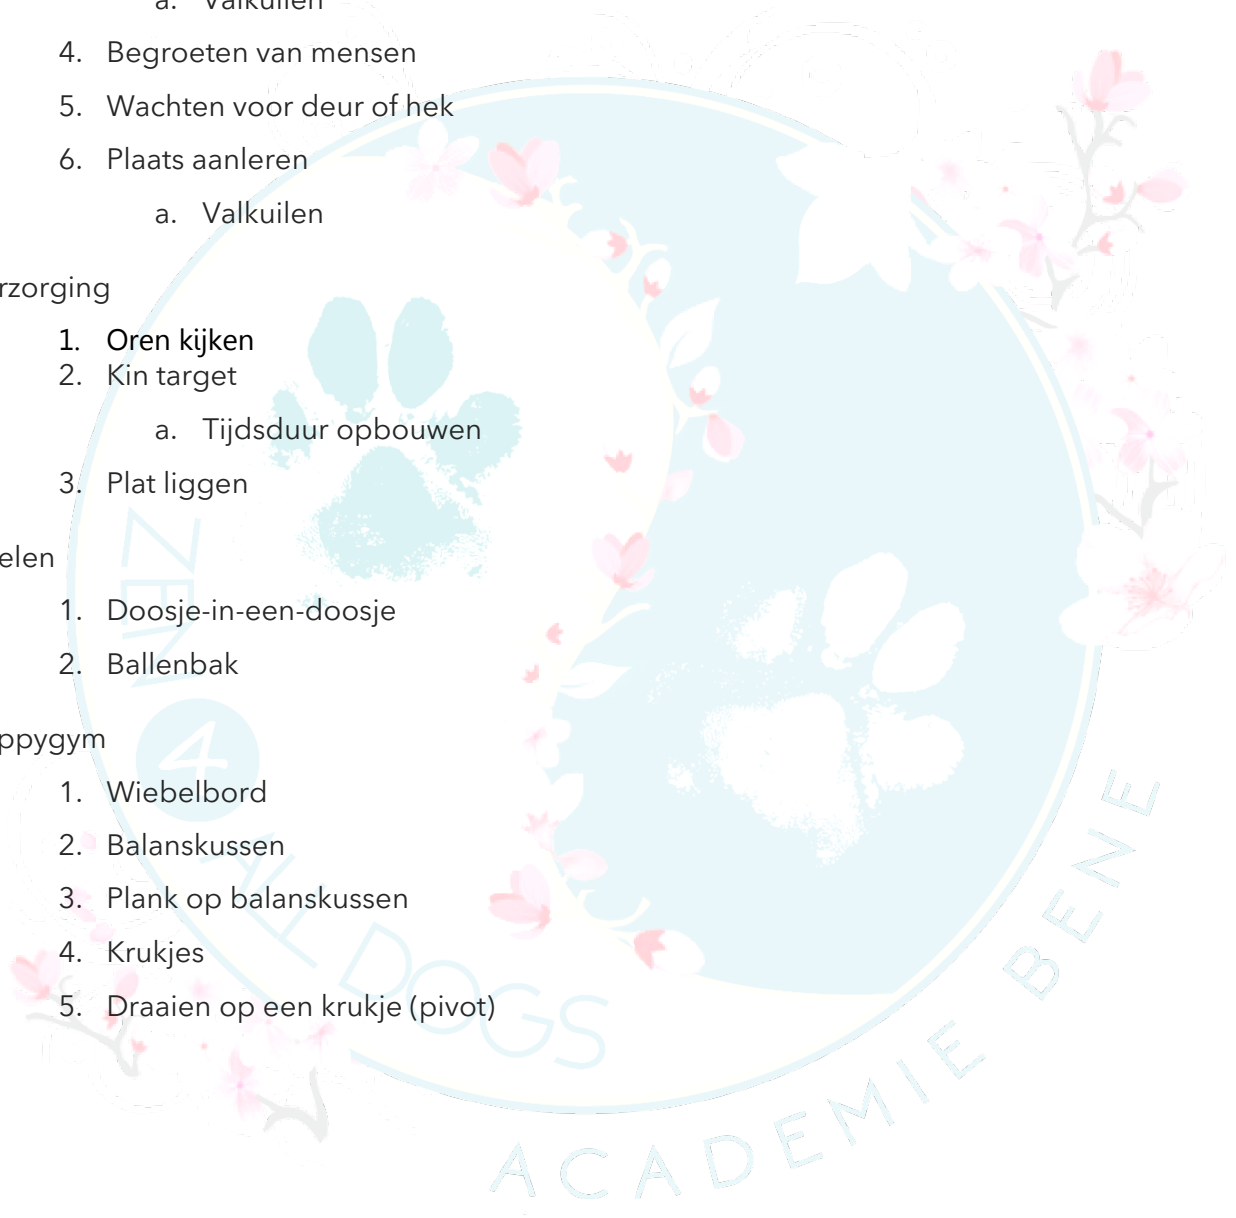 a. Valkuilen
4. Begroeten van mensen
5. Wachten voor deur of hek
6. Plaats aanleren
a. Valkuilen
rzorging
1. Oren kijken
2. Kin target
a. Tijdsduur opbouwen
3. Plat liggen
elen
1. Doosje-in-een-doosje
2. Ballenbak
ppygym
1. Wiebelbord
2. Balanskussen
3. Plank op balanskussen
4. Krukjes
5. Draaien op een krukje (pivot)
ZEN 4 ALL DOGS
ACADEMIE BENE